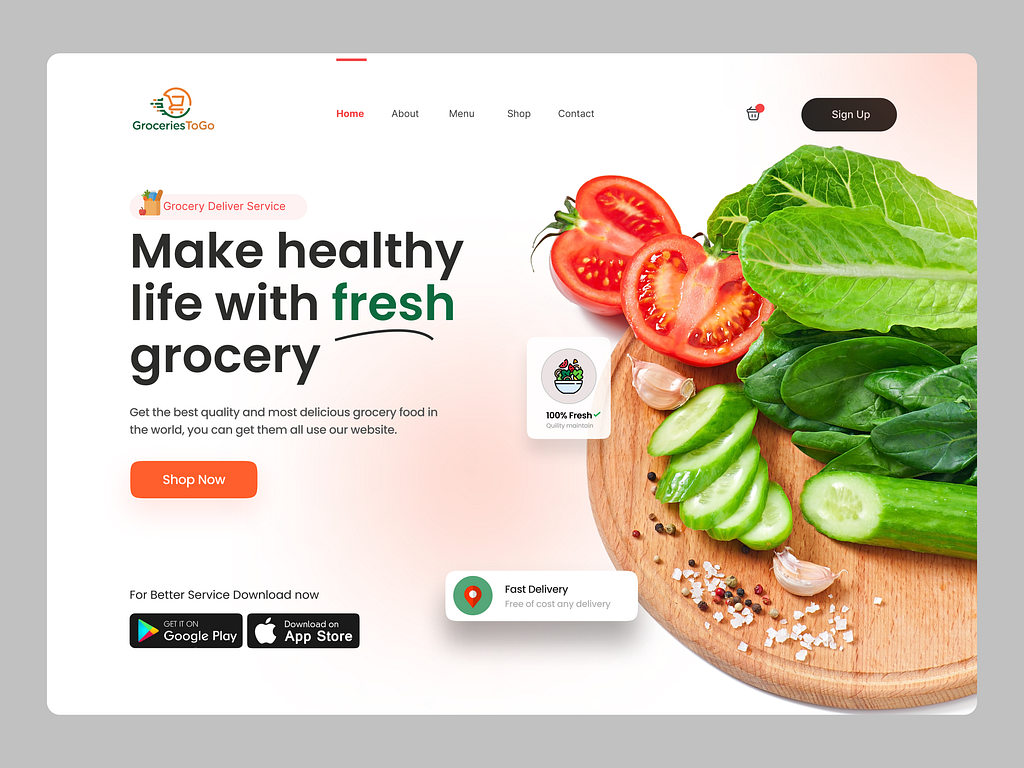 GroceriesToGo
Home
About
Menu
Shop
Contact
Sign Up
Grocery Deliver Service
Make healthy
life with fresh
grocery
Get the best quality and most delicious grocery food in
the world, you can get them all use our website.
Shop Now
100% Fresh
Quility maintain
Fast Delivery
Free of cost any delivery
For Better Service Download now
GET IT ON
Google Play
Download on
App Store